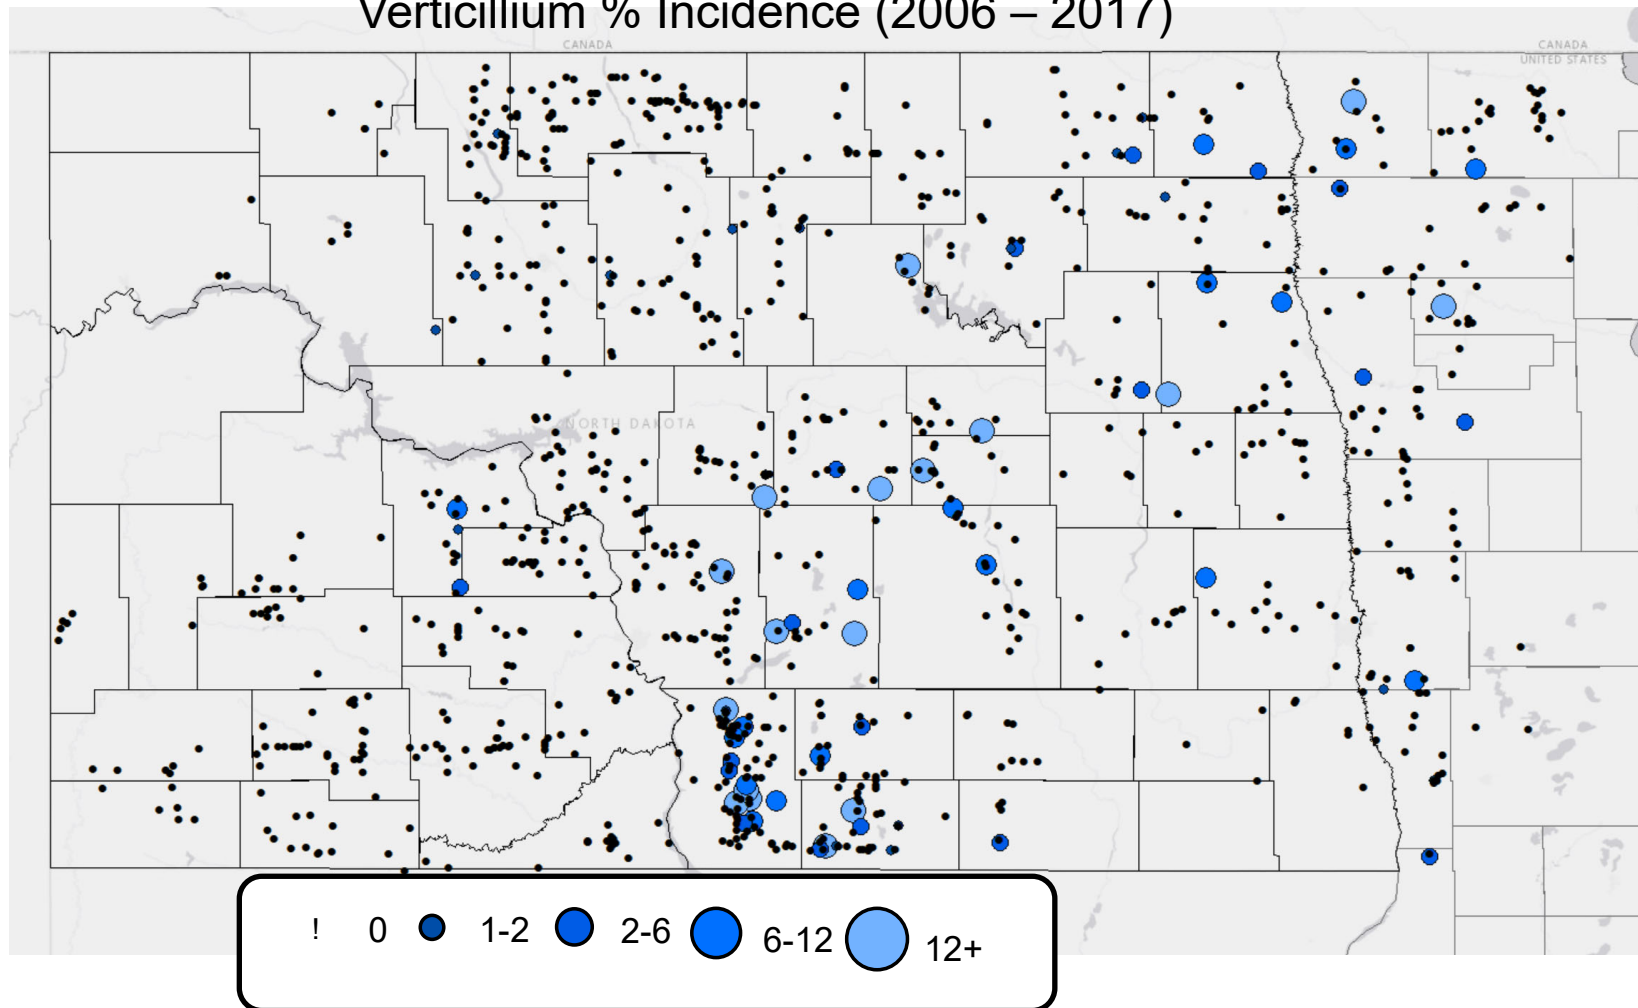 Verticillium % Incidence (2006 – 2017)
CANADA
CANADA
UNITED STATES
NORTH DAKOTA
! 0 1-2 2-6 6-12 12+